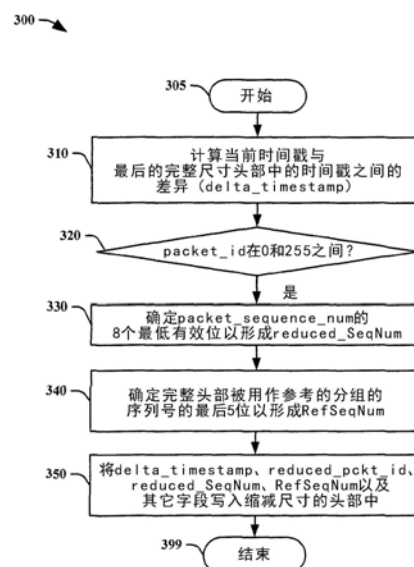 300
305
开始
310
计算当前时间戳与
最后的完整尺寸头部中的时间戳之间的
差异（delta_timestamp）
320
packet_id在0和255之间？
是
330
确定packet_sequence_num的
8个最低有效位以形成reduced_SeqNum
340
确定完整头部被用作参考的分组的
序列号的最后5位以形成RefSeqNum
350
将delta_timestamp、reduced_pckt_id、
reduced_SeqNum、RefSeqNum以及
其它字段写入缩减尺寸的头部中
399
结束